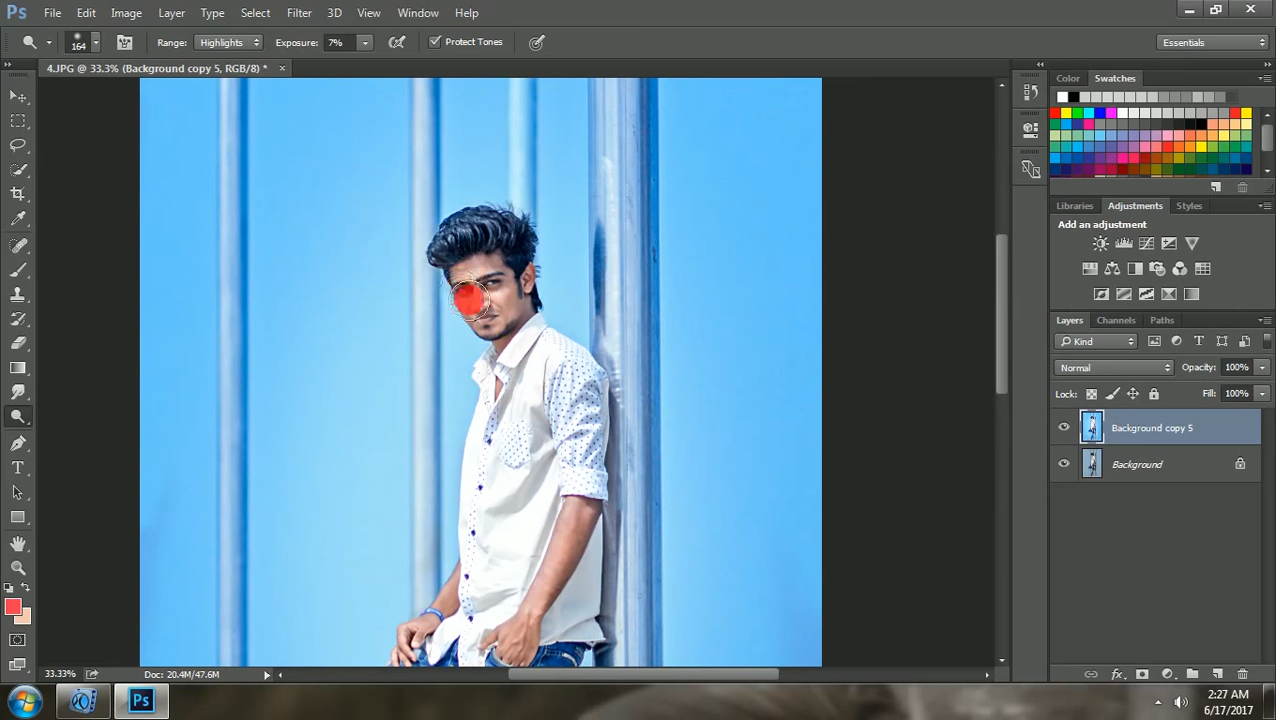 Ps File Edit Image Layer Type Select Filter 3D View Window Help
164 Range: Highlights Exposure: 7% Protect Tones Essentials
4.JPG @ 33.3% (Background copy 5, RGB/8) *
Color Swatches
Libraries Adjustments Styles
Add an adjustment
Layers Channels Paths
Kind
Normal Opacity: 100%
Lock: Fill: 100%
Background copy 5
Background
33.33% Doc: 20.4M/47.6M
Ps
2:27 AM
6/17/2017